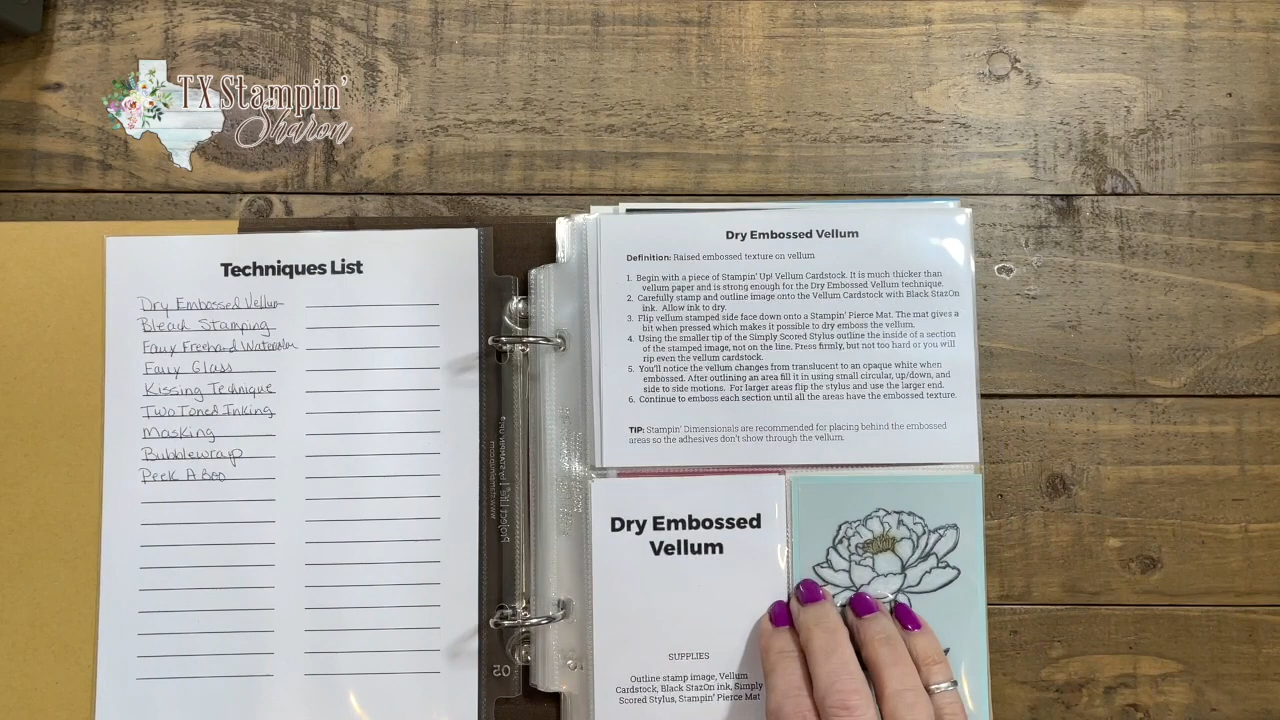 TX Stampin'
Sharon
Techniques List
Dry Embossed Vellum
Bleach Stamping
Faux Freehand Watercolor
Faux Glass
Kissing Technique
Two Toned Inking
Masking
Bubblewrap
Peek A Boo
Dry Embossed Vellum
Definition: Raised embossed texture on vellum
1. Begin with a piece of Stampin' Up! Vellum Cardstock. It is much thicker than
vellum paper and is strong enough for the Dry Embossed Vellum technique.
2. Carefully stamp and outline image onto the Vellum Cardstock with Black StazOn
ink. Allow ink to dry.
3. Flip vellum stamped side face down onto a Stampin' Pierce Mat. The mat gives a
bit when pressed which makes it possible to dry emboss the vellum.
4. Using the smaller tip of the Simply Scored Stylus outline the inside of a section
of the stamped image, not on the line. Press firmly, but not too hard or you will
rip even the vellum cardstock.
5. You'll notice the vellum changes from translucent to an opaque white when
embossed. After outlining an area fill it in using small circular, up/down, and
side to side motions. For larger areas flip the stylus and use the larger end.
6. Continue to emboss each section until all the areas have the embossed texture.
TIP: Stampin' Dimensionals are recommended for placing behind the embossed
areas so the adhesives don't show through the vellum.
Dry Embossed
Vellum
SUPPLIES
Outline stamp image, Vellum
Cardstock, Black StazOn ink, Simply
Scored Stylus, Stampin' Pierce Mat